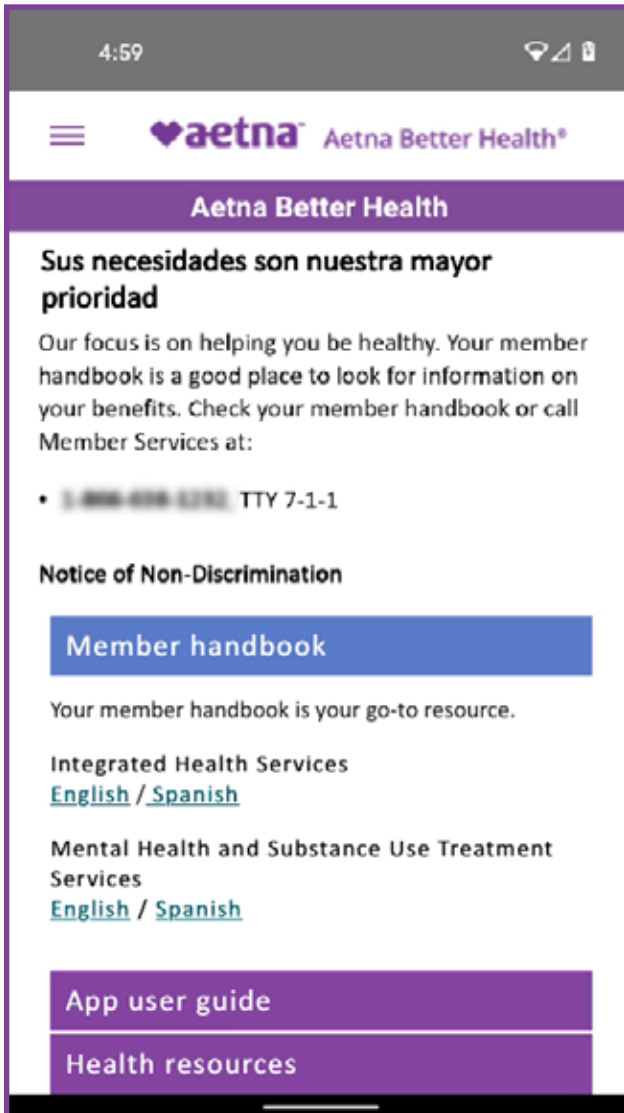 4:59
aetna™ Aetna Better Health®
Aetna Better Health
Sus necesidades son nuestra mayor
prioridad
Our focus is on helping you be healthy. Your member
handbook is a good place to look for information on
your benefits. Check your member handbook or call
Member Services at:
• TTY 7-1-1
Notice of Non-Discrimination
Member handbook
Your member handbook is your go-to resource.
Integrated Health Services
English / Spanish
Mental Health and Substance Use Treatment
Services
English / Spanish
App user guide
Health resources